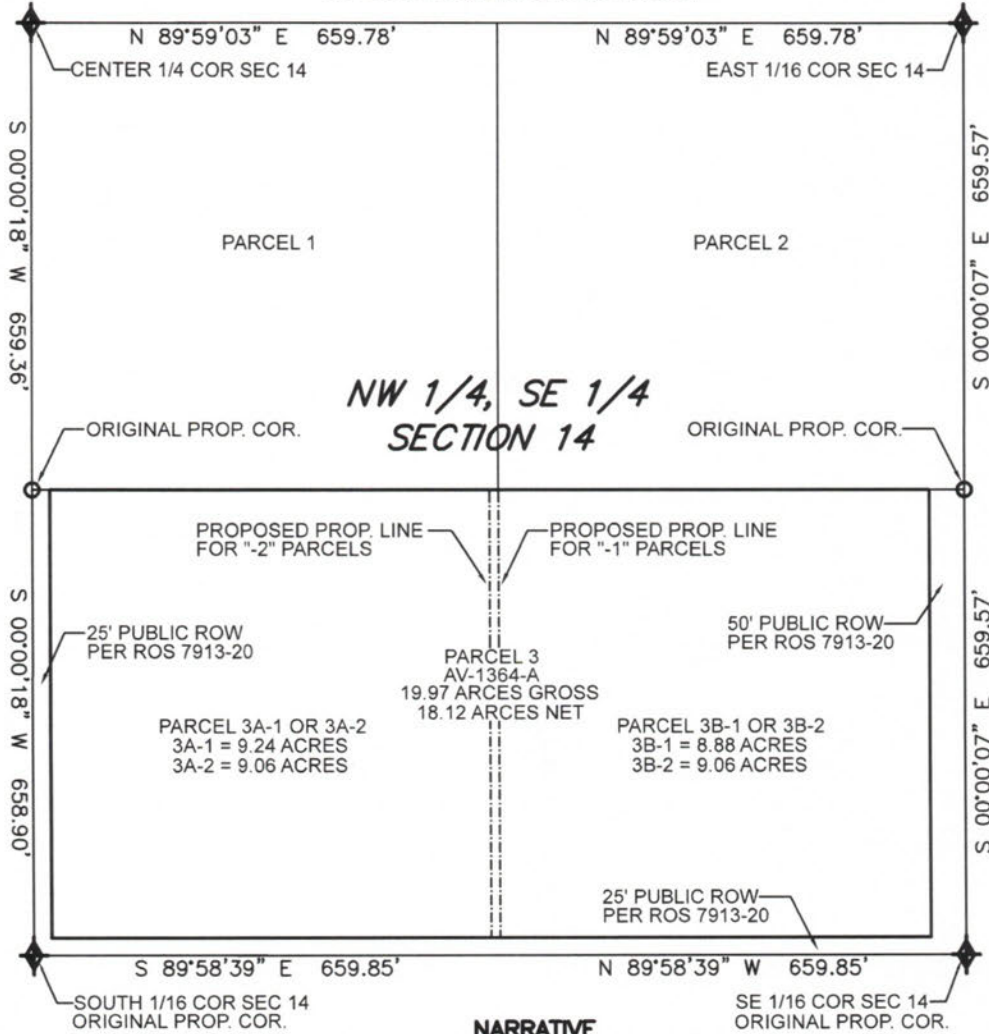 N 89°59'03" E 659.78'
N 89°59'03" E 659.78'
CENTER 1/4 COR SEC 14
EAST 1/16 COR SEC 14
S 00°00'18" W 659.36'
S 00°00'07" E 659.57'
PARCEL 1
PARCEL 2
NW 1/4, SE 1/4
SECTION 14
ORIGINAL PROP. COR.
ORIGINAL PROP. COR.
PROPOSED PROP. LINE
FOR "-2" PARCELS
PROPOSED PROP. LINE
FOR "-1" PARCELS
S 00°00'18" W 658.90'
25' PUBLIC ROW
PER ROS 7913-20
50' PUBLIC ROW
PER ROS 7913-20
S 00°00'07" E 659.57'
PARCEL 3
AV-1364-A
19.97 ARCES GROSS
18.12 ARCES NET
PARCEL 3A-1 OR 3A-2
3A-1 = 9.24 ACRES
3A-2 = 9.06 ACRES
PARCEL 3B-1 OR 3B-2
3B-1 = 8.88 ACRES
3B-2 = 9.06 ACRES
25' PUBLIC ROW
PER ROS 7913-20
S 89°58'39" E 659.85'
N 89°58'39" W 659.85'
SOUTH 1/16 COR SEC 14
ORIGINAL PROP. COR.
SE 1/16 COR SEC 14
ORIGINAL PROP. COR.
NARRATIVE